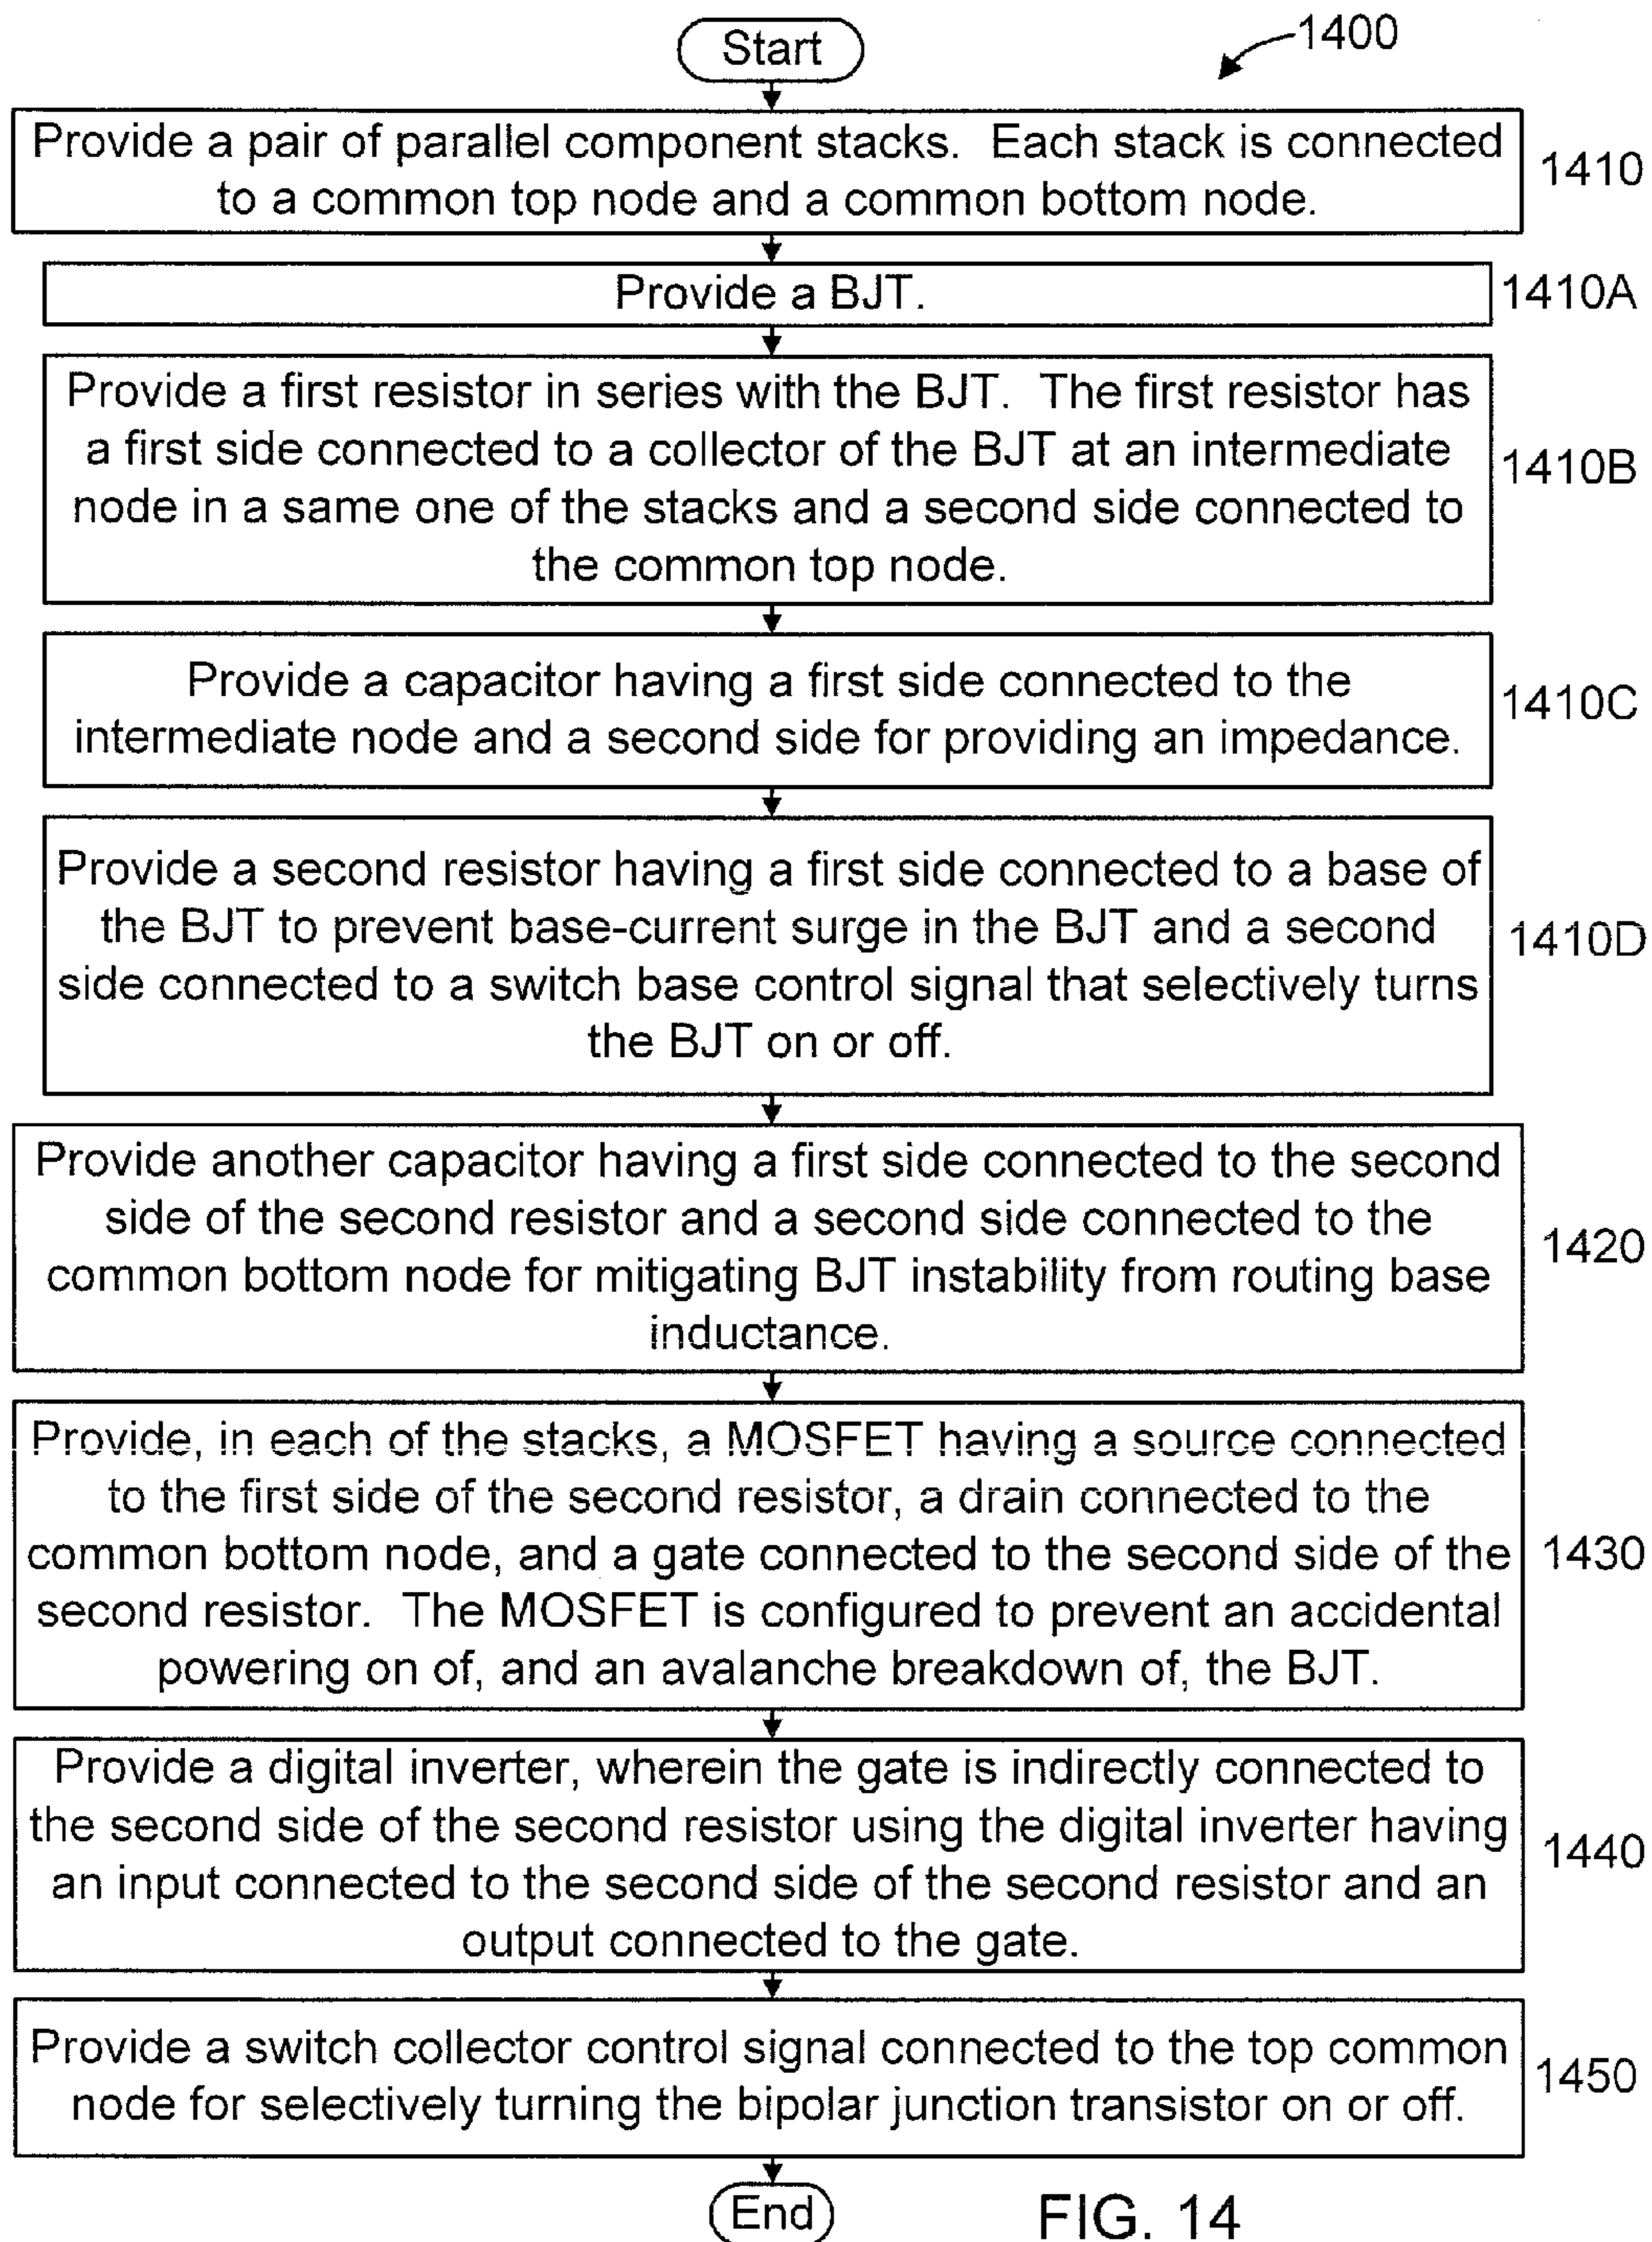 Start
1400
Provide a pair of parallel component stacks. Each stack is connected
to a common top node and a common bottom node.
1410
Provide a BJT.
1410A
Provide a first resistor in series with the BJT. The first resistor has
a first side connected to a collector of the BJT at an intermediate
node in a same one of the stacks and a second side connected to
the common top node.
1410B
Provide a capacitor having a first side connected to the
intermediate node and a second side for providing an impedance.
1410C
Provide a second resistor having a first side connected to a base of
the BJT to prevent base-current surge in the BJT and a second
side connected to a switch base control signal that selectively turns
the BJT on or off.
1410D
Provide another capacitor having a first side connected to the second
side of the second resistor and a second side connected to the
common bottom node for mitigating BJT instability from routing base
inductance.
1420
Provide, in each of the stacks, a MOSFET having a source connected
to the first side of the second resistor, a drain connected to the
common bottom node, and a gate connected to the second side of the
second resistor. The MOSFET is configured to prevent an accidental
powering on of, and an avalanche breakdown of, the BJT.
1430
Provide a digital inverter, wherein the gate is indirectly connected to
the second side of the second resistor using the digital inverter having
an input connected to the second side of the second resistor and an
output connected to the gate.
1440
Provide a switch collector control signal connected to the top common
node for selectively turning the bipolar junction transistor on or off.
1450
End
FIG. 14